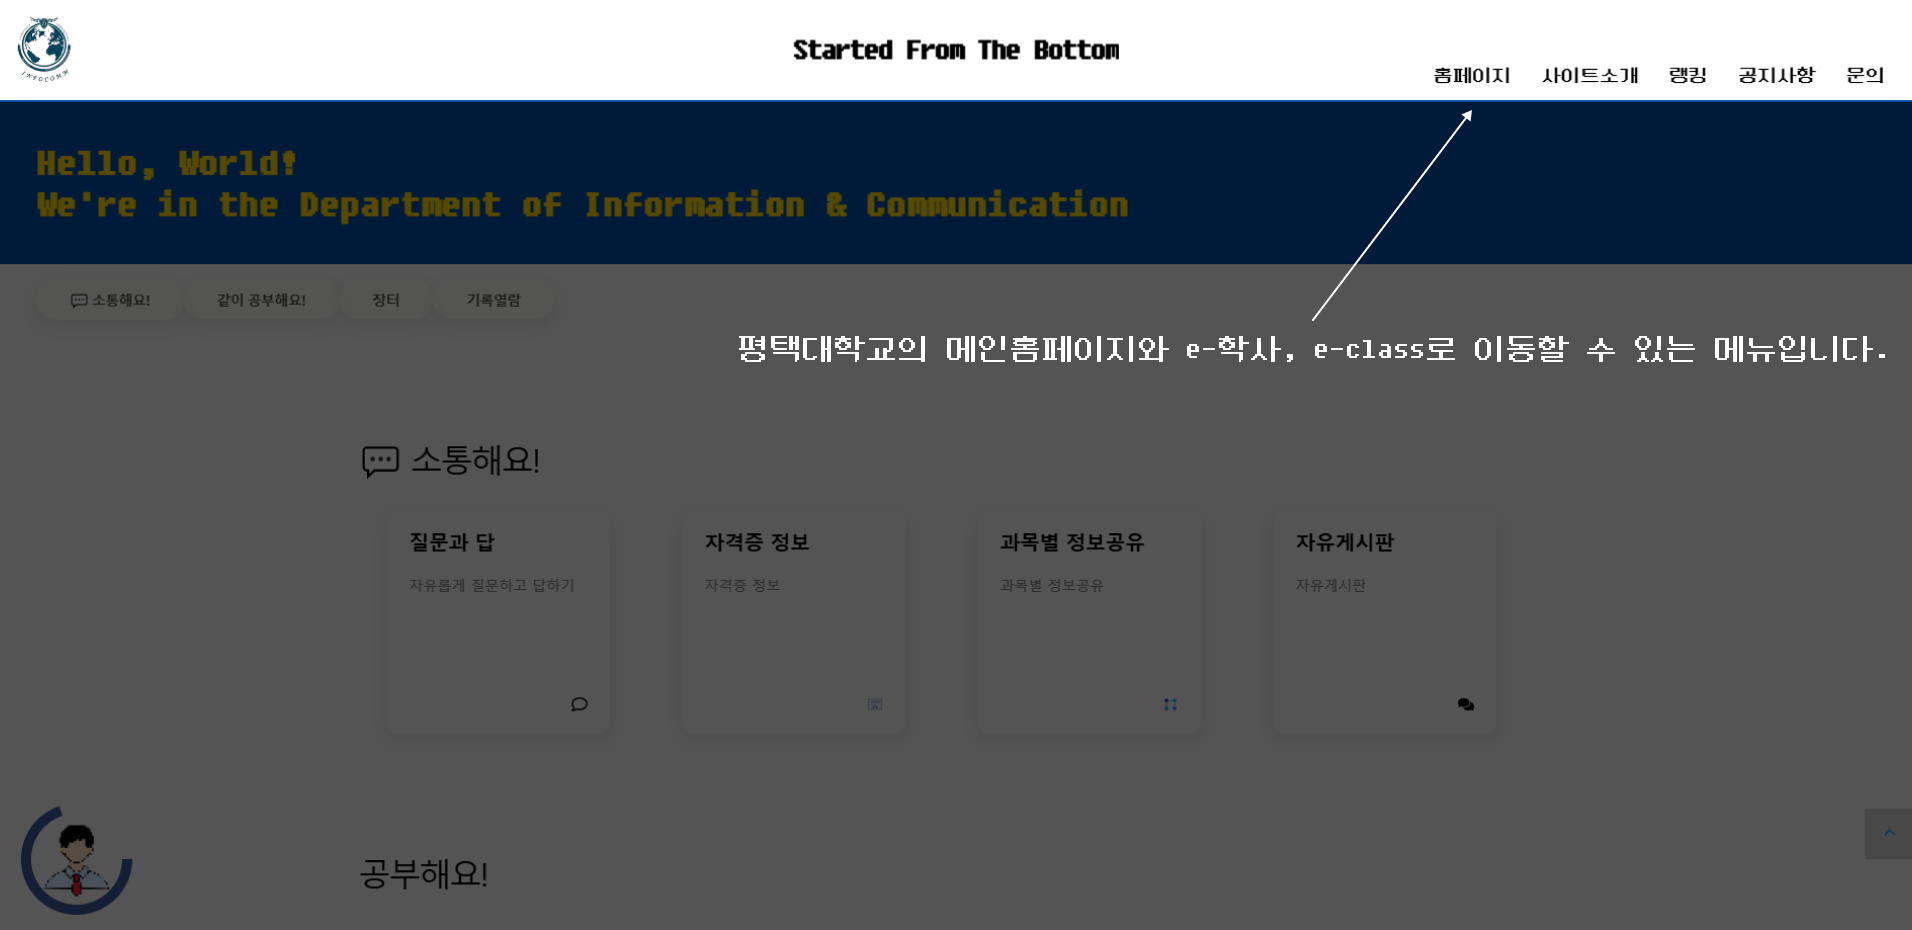 INFOCOMM
Started From The Bottom
홈페이지 사이트소개 랭킹 공지사항 문의
Hello, World!
We're in the Department of Information & Communication
소통해요! 같이 공부해요! 장터 기록열람
평택대학교의 메인홈페이지와 e-학사, e-class로 이동할 수 있는 메뉴입니다.
소통해요!
질문과 답
자유롭게 질문하고 답하기
자격증 정보
자격증 정보
과목별 정보공유
과목별 정보공유
자유게시판
자유게시판
공부해요!